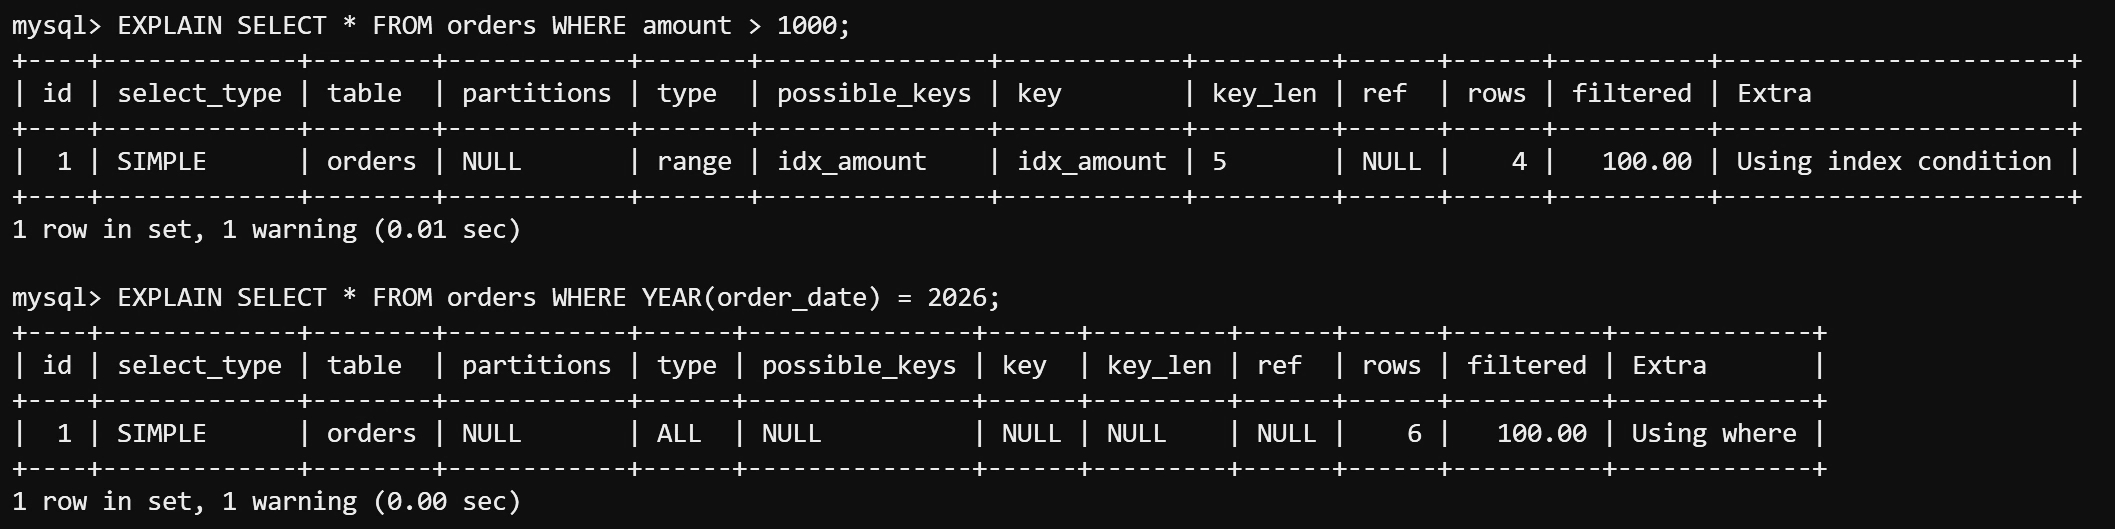 mysql> EXPLAIN SELECT * FROM orders WHERE amount > 1000;
+----+-------------+--------+------------+-------+---------------+------------+---------+------+------+----------+-----------------------+
| id | select_type | table  | partitions | type  | possible_keys | key        | key_len | ref  | rows | filtered | Extra                 |
+----+-------------+--------+------------+-------+---------------+------------+---------+------+------+----------+-----------------------+
|  1 | SIMPLE      | orders | NULL       | range | idx_amount    | idx_amount | 5       | NULL |    4 |   100.00 | Using index condition |
+----+-------------+--------+------------+-------+---------------+------------+---------+------+------+----------+-----------------------+
1 row in set, 1 warning (0.01 sec)

mysql> EXPLAIN SELECT * FROM orders WHERE YEAR(order_date) = 2026;
+----+-------------+--------+------------+------+---------------+------+---------+------+------+----------+-------------+
| id | select_type | table  | partitions | type | possible_keys | key  | key_len | ref  | rows | filtered | Extra       |
+----+-------------+--------+------------+------+---------------+------+---------+------+------+----------+-------------+
|  1 | SIMPLE      | orders | NULL       | ALL  | NULL          | NULL | NULL    | NULL |    6 |   100.00 | Using where |
+----+-------------+--------+------------+------+---------------+------+---------+------+------+----------+-------------+
1 row in set, 1 warning (0.00 sec)